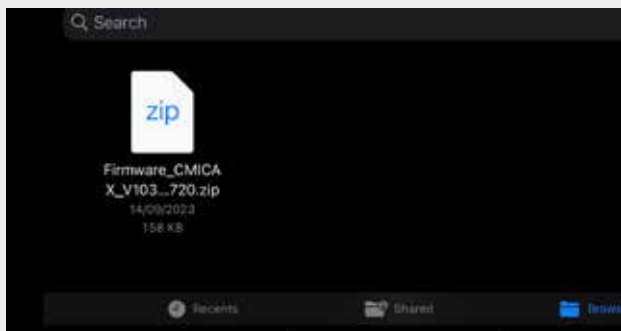 Search
zip
Firmware_CMICA
X_V103...720.zip
14/09/2023
158 KB
Recents
Shared
Brows